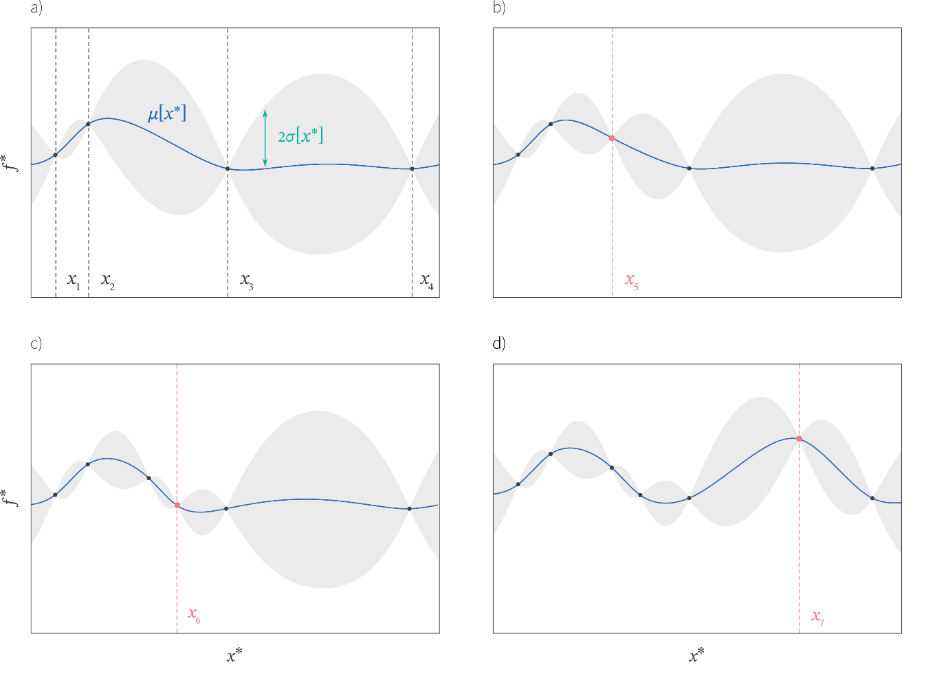 a)
b)
μ[x*]
2σ[x*]
f*
x₁
x₂
x₃
x₄
x₅
c)
d)
f*
x₆
x₇
x*
x*